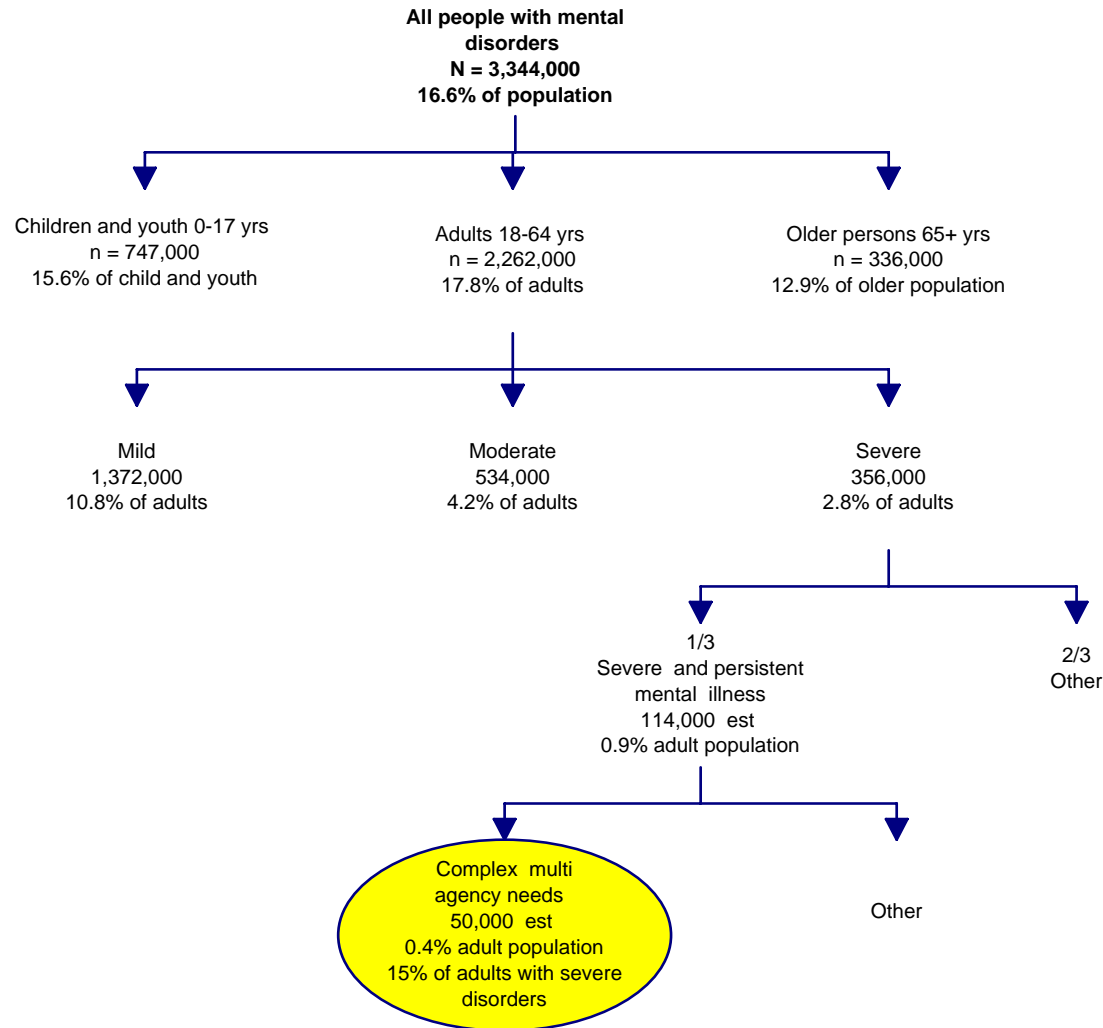 All people with mental
disorders
N = 3,344,000
16.6% of population
Children and youth 0-17 yrs
n = 747,000
15.6% of child and youth
Adults 18-64 yrs
n = 2,262,000
17.8% of adults
Older persons 65+ yrs
n = 336,000
12.9% of older population
Mild
1,372,000
10.8% of adults
Moderate
534,000
4.2% of adults
Severe
356,000
2.8% of adults
1/3
Severe and persistent
mental illness
114,000 est
0.9% adult population
2/3
Other
Complex multi
agency needs
50,000 est
0.4% adult population
15% of adults with severe
disorders
Other